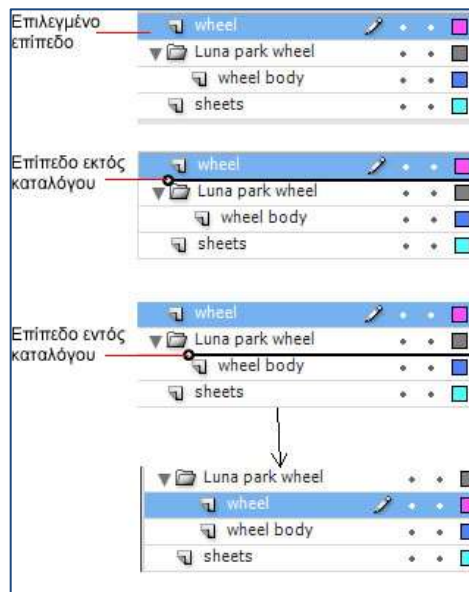 Επιλεγμένο
επίπεδο
wheel
Luna park wheel
wheel body
sheets
Επίπεδο εκτός
καταλόγου
wheel
Luna park wheel
wheel body
sheets
Επίπεδο εντός
καταλόγου
wheel
Luna park wheel
wheel body
sheets
Luna park wheel
wheel
wheel body
sheets